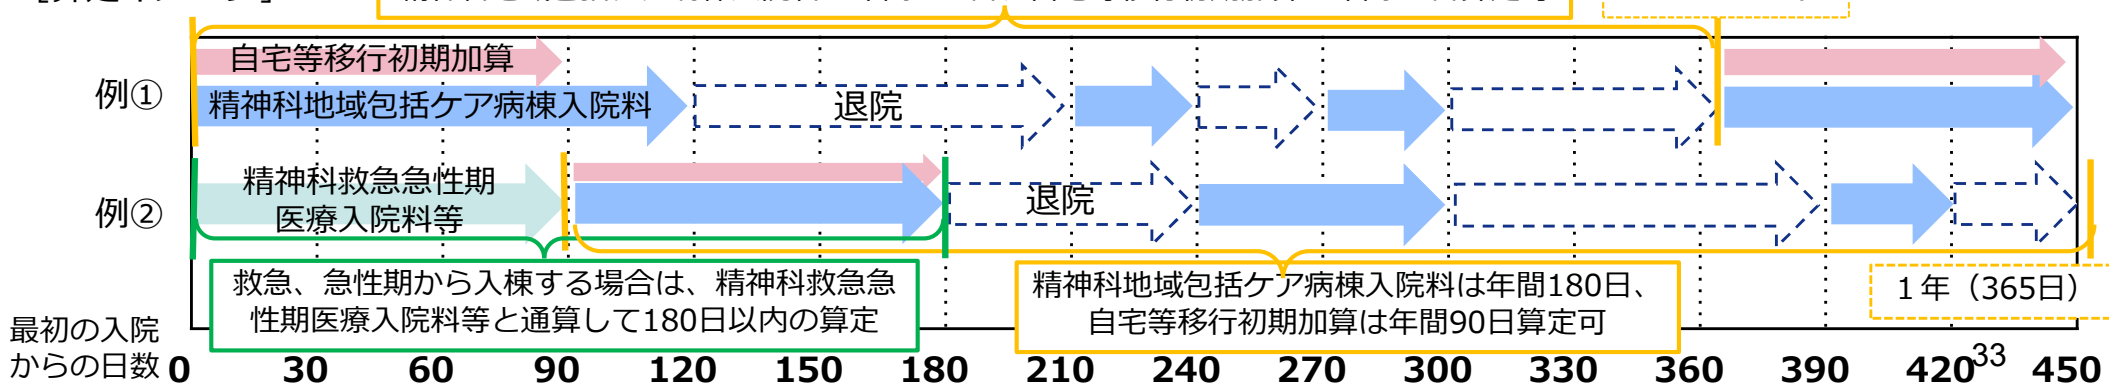 例①
自宅等移行初期加算
精神科地域包括ケア病棟入院料
退院
例②
精神科救急急性期
医療入院料等
退院
救急、急性期から入棟する場合は、精神科救急急
性期医療入院料等と通算して180日以内の算定
精神科地域包括ケア病棟入院料は年間180日、
自宅等移行初期加算は年間90日算定可
１年（365日）
最初の入院
からの日数
0 30 60 90 120 150 180 210 240 270 300 330 360 390 420 450
33